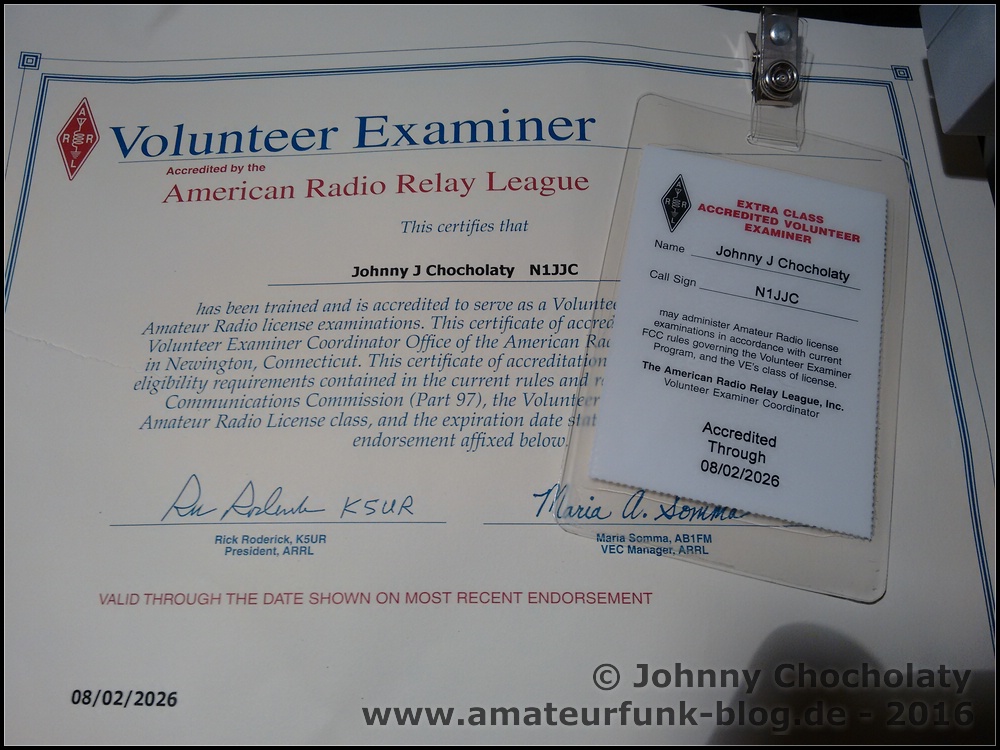 Volunteer Examiner
Accredited by the
American Radio Relay League
This certifies that
Johnny J Chocholaty N1JJC
has been trained and is accredited to serve as a
Amateur Radio license examinations. This certificate of
Volunteer Examiner Coordinator Office of the American
in Newington, Connecticut. This certificate of accreditation
eligibility requirements contained in the current rules and
Communications Commission (Part 97), the Volunteer
Amateur Radio License class, and the expiration date
endorsement affixed below.
Rick Roderick K5UR
Maria A. Somma
Rick Roderick, K5UR
President, ARRL
Maria Somma, AB1FM
VEC Manager, ARRL
VALID THROUGH THE DATE SHOWN ON MOST RECENT ENDORSEMENT
08/02/2026
ARRL
EXTRA CLASS
ACCREDITED VOLUNTEER
EXAMINER
Name Johnny J Chocholaty
Call Sign N1JJC
may administer Amateur Radio license
examinations in accordance with current
FCC rules governing the Volunteer Examiner
Program, and the VE's class of license.
The American Radio Relay League, Inc.
Volunteer Examiner Coordinator
Accredited
Through
08/02/2026
ARRL
© Johnny Chocholaty
www.amateurfunk-blog.de - 2016